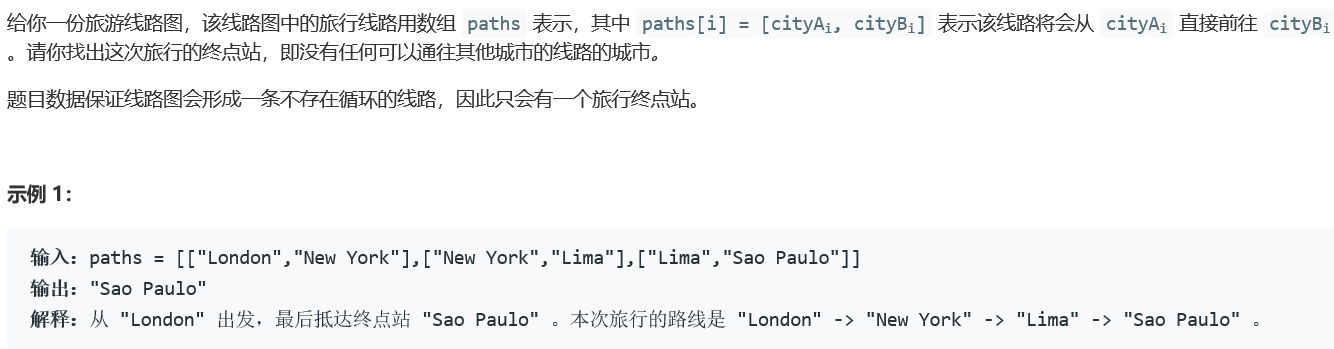 给你一份旅游线路图，该线路图中的旅行线路用数组 paths 表示，其中 paths[i] = [cityAi, cityBi] 表示该线路将会从 cityAi 直接前往 cityBi
。请你找出这次旅行的终点站，即没有任何可以通往其他城市的线路的城市。
题目数据保证线路图会形成一条不存在循环的线路，因此只会有一个旅行终点站。
示例 1：
输入：paths = [["London","New York"],["New York","Lima"],["Lima","Sao Paulo"]]
输出："Sao Paulo"
解释：从 "London" 出发，最后抵达终点站 "Sao Paulo" 。本次旅行的路线是 "London" -> "New York" -> "Lima" -> "Sao Paulo" 。